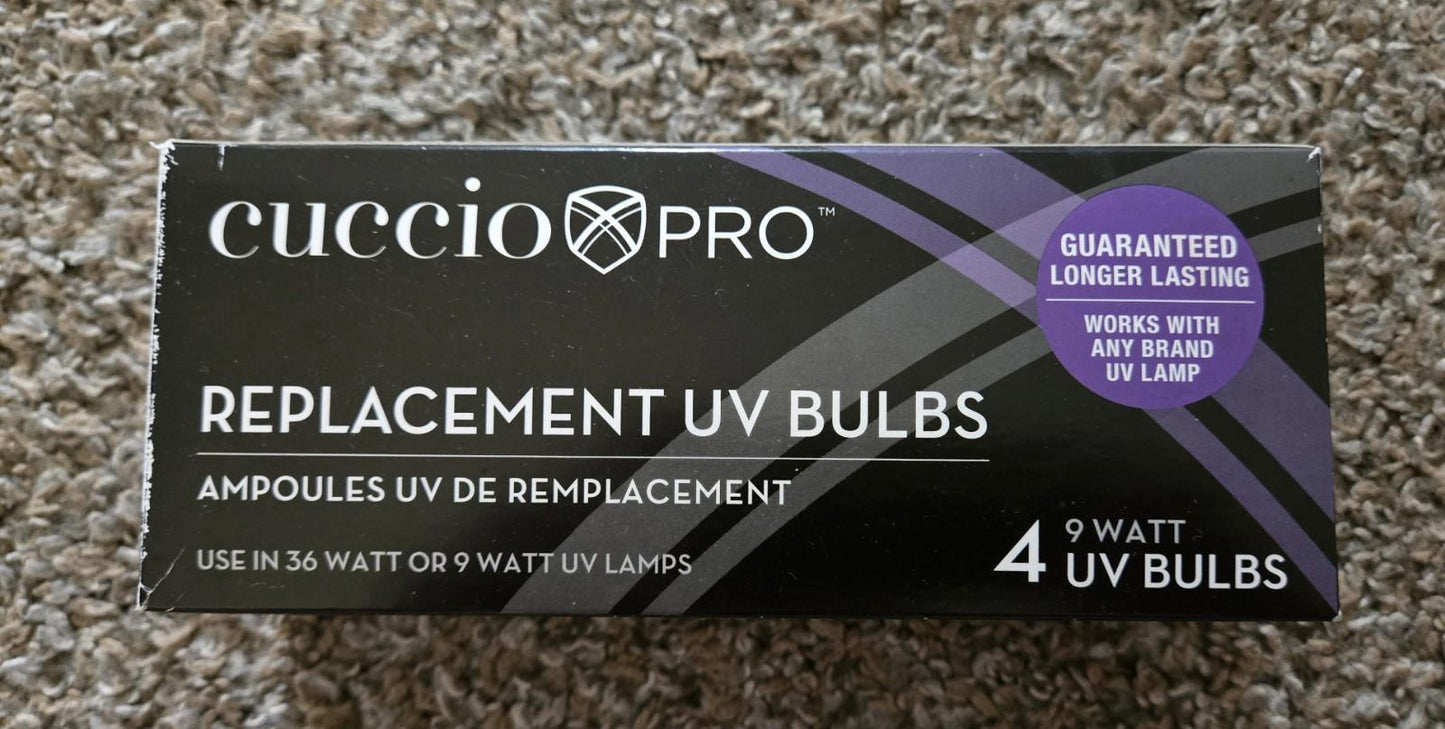 cuccio PRO™
GUARANTEED
LONGER LASTING
WORKS WITH
ANY BRAND
UV LAMP
REPLACEMENT UV BULBS
AMPOULES UV DE REMPLACEMENT
USE IN 36 WATT OR 9 WATT UV LAMPS
4 9 WATT
UV BULBS